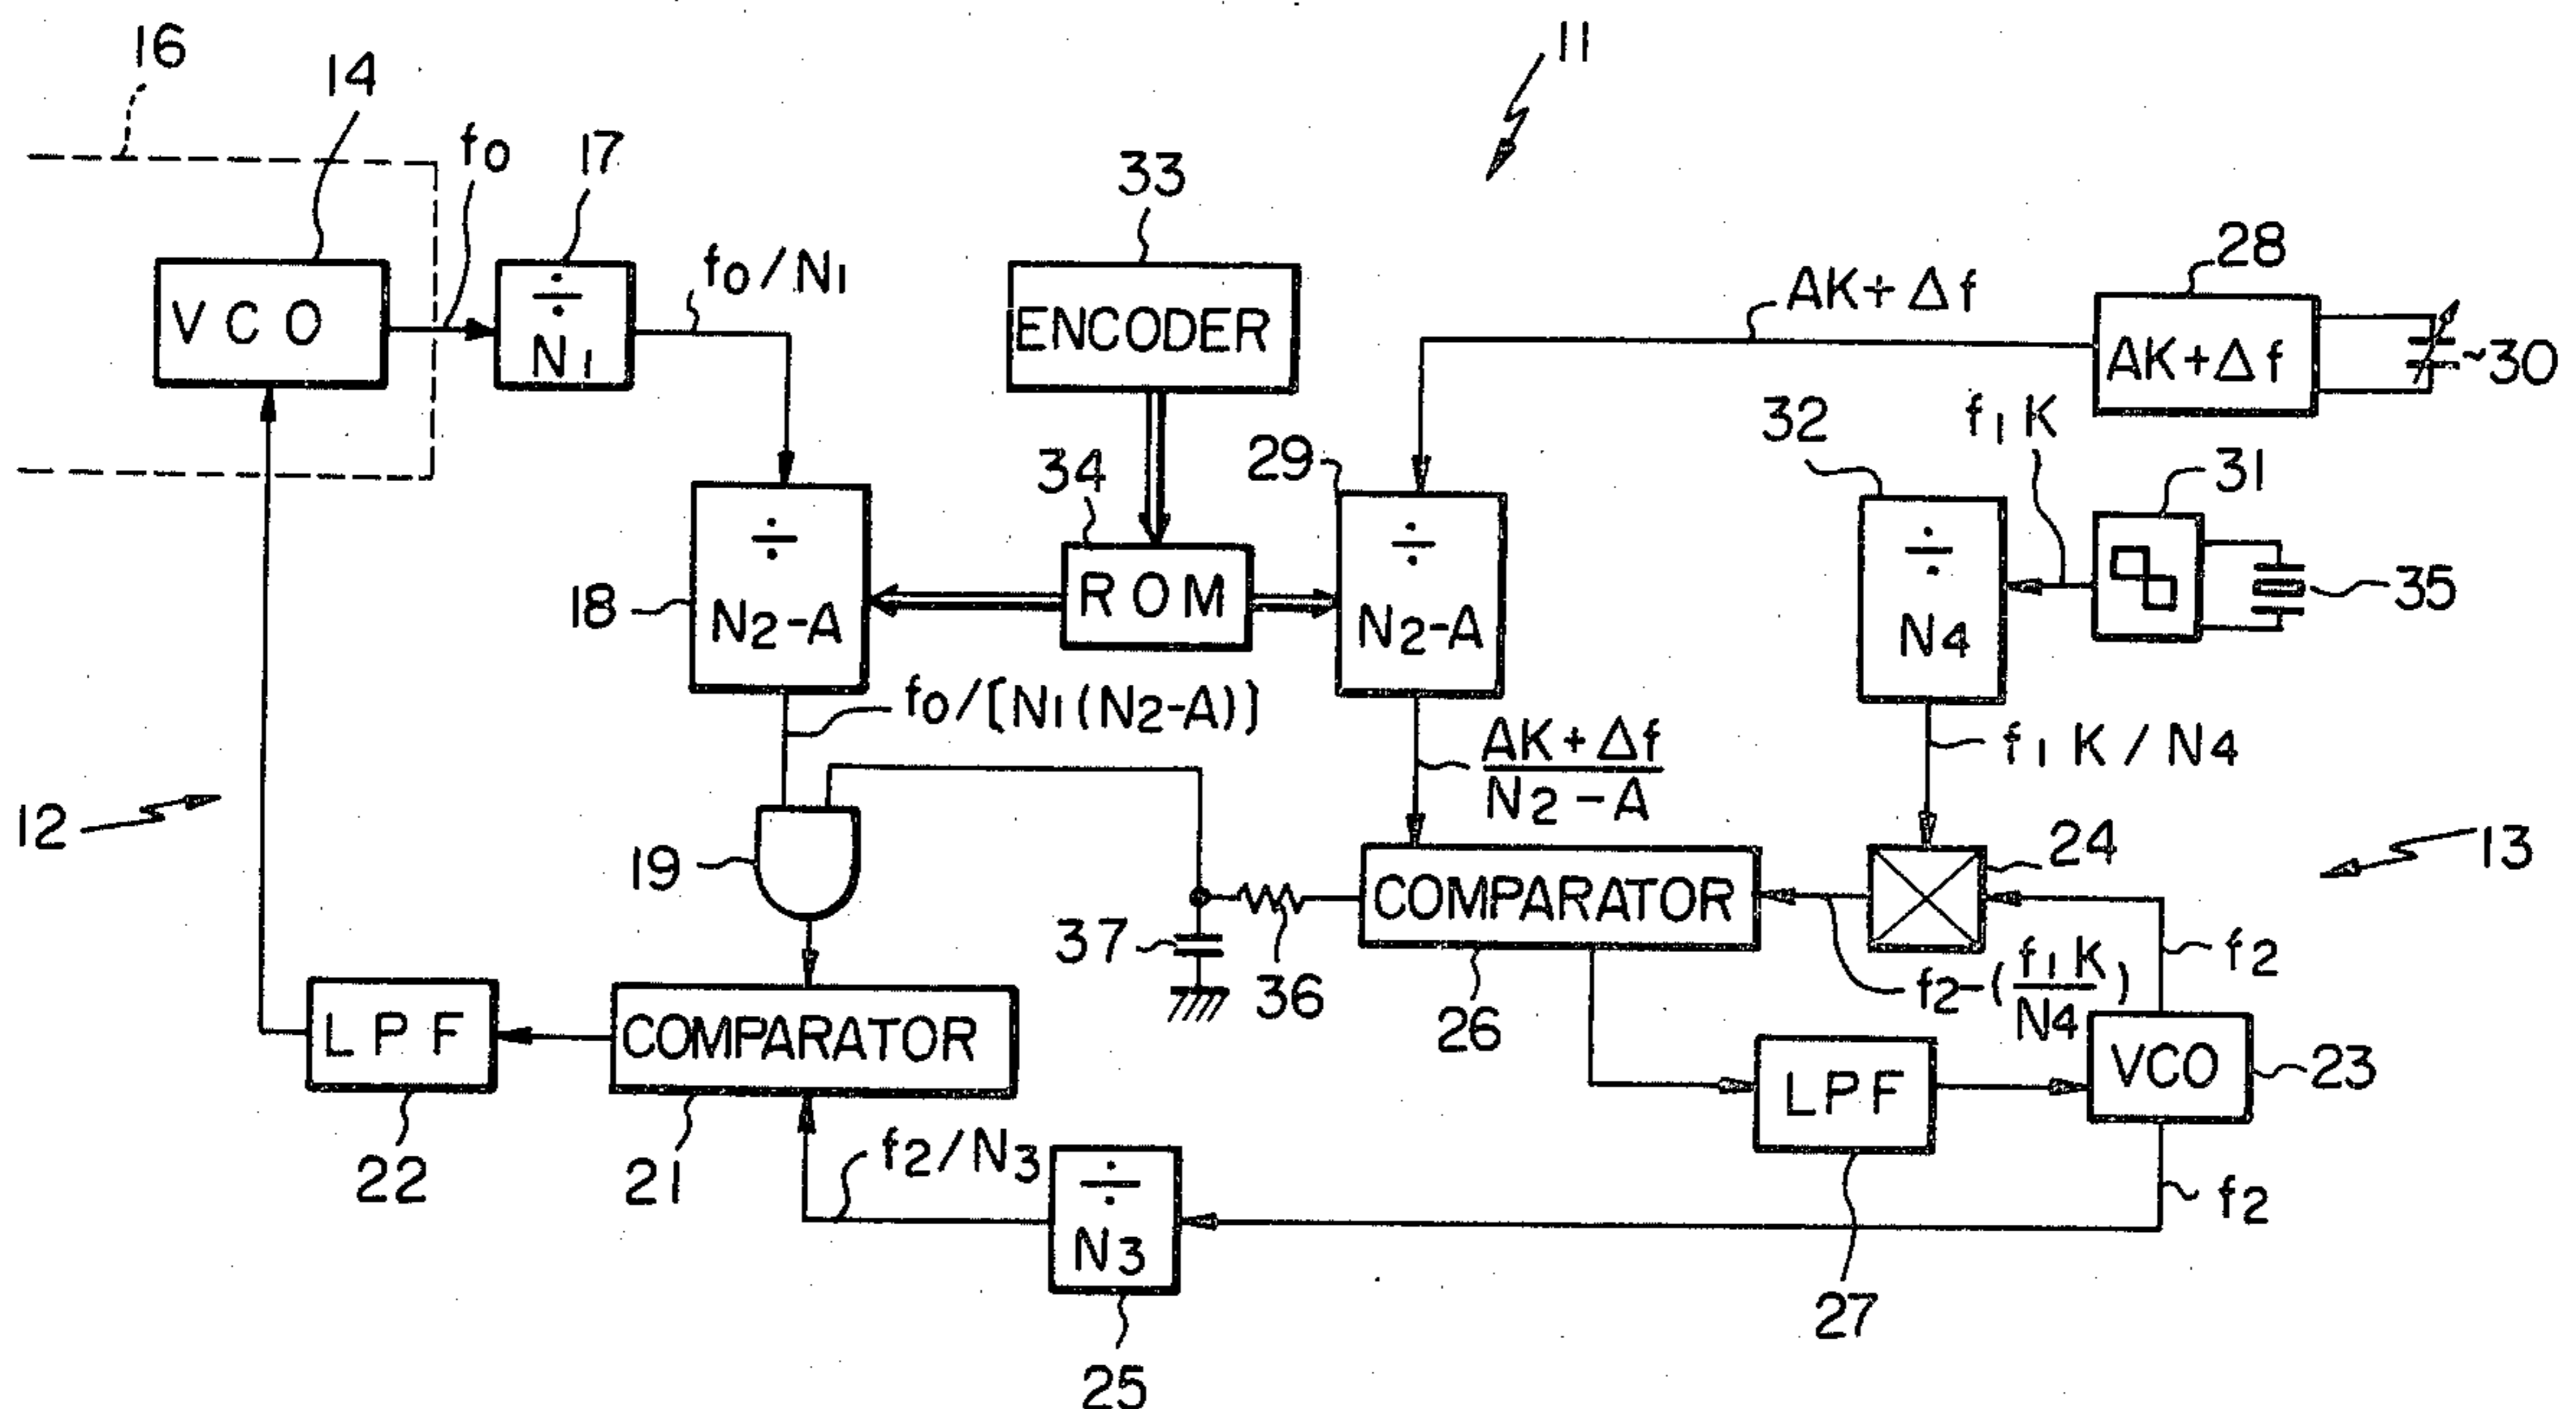 16
14
f0
17
11
VCO
÷
N1
f0/N1
33
ENCODER
AK+Δf
28
AK+Δf
~30
34
29
32
f1K
31
18
÷
N2-A
ROM
÷
N2-A
÷
N4
35
f0/[N1(N2-A)]
AK+Δf
N2-A
f1K/N4
12
19
COMPARATOR
24
13
37
36
26
f2-(f1K
N4)
f2
LPF
22
COMPARATOR
21
f2/N3
LPF
27
VCO
23
÷
N3
25
f2